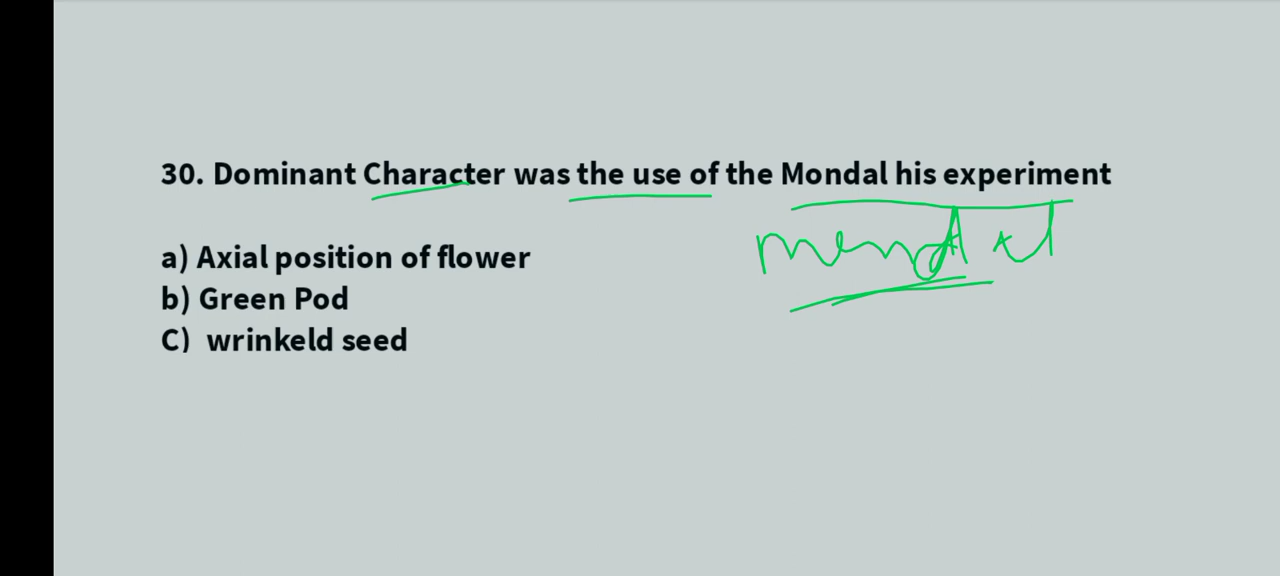 30. Dominant Character was the use of the Mondal his experiment
mendel
a) Axial position of flower
b) Green Pod
C) wrinkeld seed